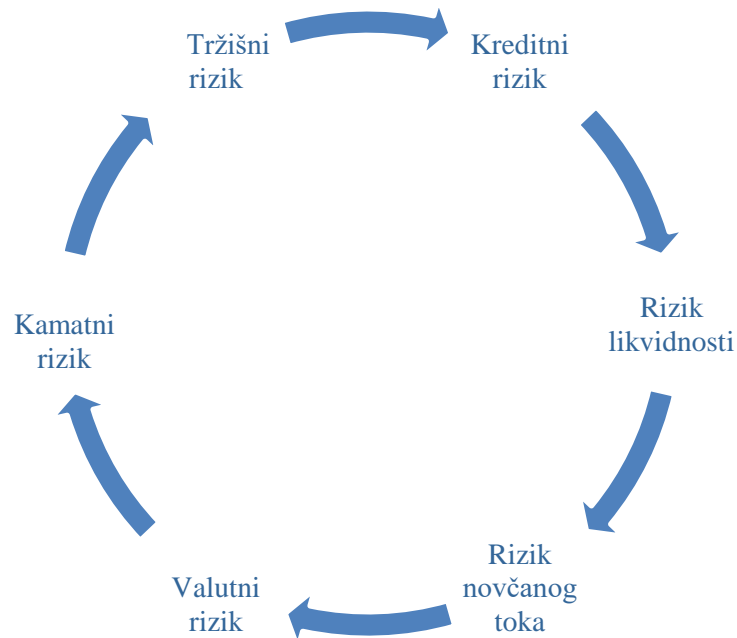 Tržišni
rizik
Kreditni
rizik
Rizik
likvidnosti
Rizik
novčanog
toka
Valutni
rizik
Kamatni
rizik